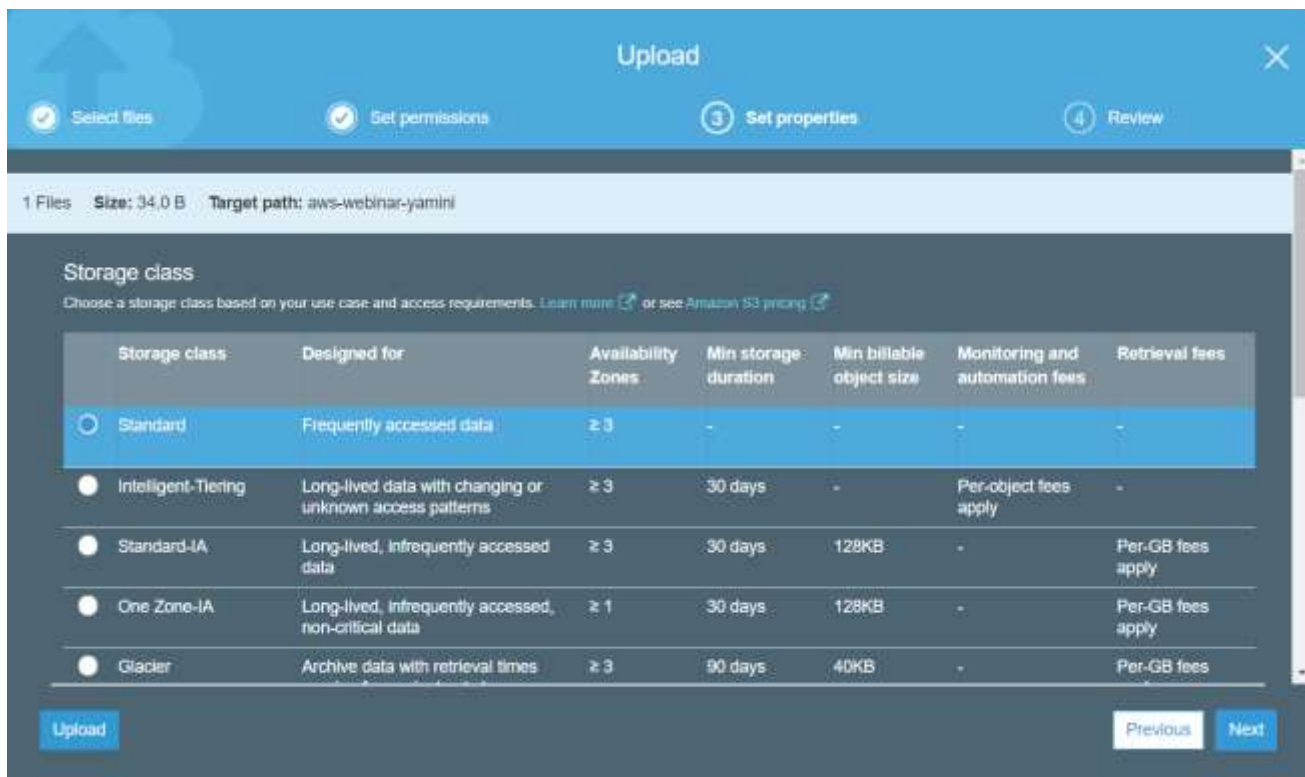 Upload
Select files
Set permissions
3 Set properties
4 Review
1 Files Size: 34.0 B Target path: aws-webinar-yamini
Storage class
Choose a storage class based on your use case and access requirements. Learn more or see Amazon S3 pricing
Storage class Designed for Availability Zones Min storage duration Min billable object size Monitoring and automation fees Retrieval fees
Standard Frequently accessed data ≥ 3 - - - -
Intelligent-Tiering Long-lived data with changing or unknown access patterns ≥ 3 30 days - Per-object fees apply -
Standard-IA Long-lived, infrequently accessed data ≥ 3 30 days 128KB - Per-GB fees apply
One Zone-IA Long-lived, infrequently accessed, non-critical data ≥ 1 30 days 128KB - Per-GB fees apply
Glacier Archive data with retrieval times ≥ 3 90 days 40KB - Per-GB fees
Upload Previous Next